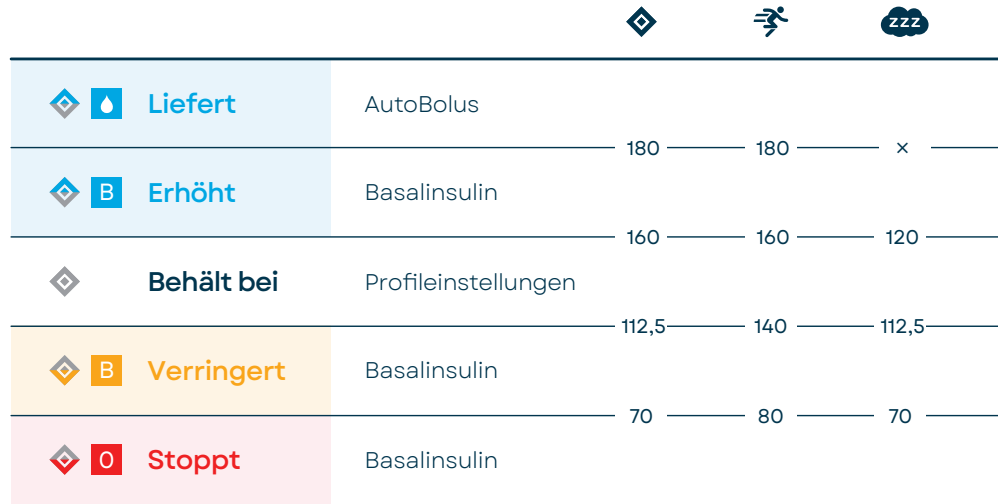 zzz
Liefert AutoBolus
180 180 ×
B Erhöht Basalinsulin
160 160 120
Behält bei Profileinstellungen
112,5 140 112,5
B Verringert Basalinsulin
70 80 70
0 Stoppt Basalinsulin